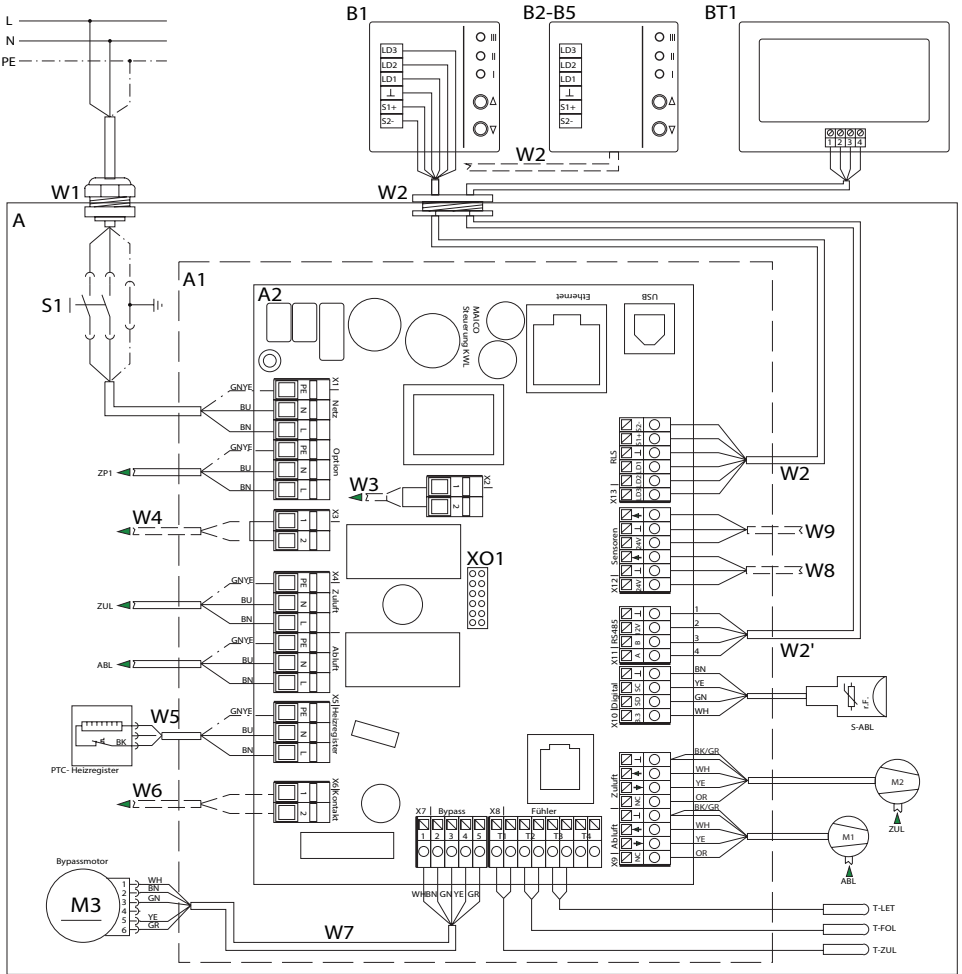 L
N
PE
B1
B2-B5
BT1
LD3
LD2
LD1
⊥
S1+
S2-
III
II
I
LD3
LD2
LD1
⊥
S1+
S2-
III
II
I
1 2 3 4
W2
W1
W2
A
A1
A2
S1
MAICO
Steuerung KWL
Ethernet
USB
GNYE
BU
BN
X1
Netz
PE
N
L
GNYE
BU
BN
Option
PE
N
L
ZP1
W3
X2
1
2
W4
X3
1
2
XO1
GNYE
BU
BN
X4
Zuluft
PE
N
L
ZUL
GNYE
BU
BN
Abluft
PE
N
L
ABL
W5
GNYE
BU
BN
X5
Heizregister
PE
N
L
BK
PTC- Heizregister
W6
X6
Kontakt
1
2
X13 | RLS
S2-
S1+
⊥
LD1
LD2
LD3
W2
X12 | Sensoren
⊥
24V
⊥
24V
W9
W8
X11 | RS485
⊥
12V
B
A
1
2
3
4
W2'
X10 | Digital
⊥
SC
SD
3.3
BN
YE
GN
WH
r.F.
S-ABL
Zuluft
⊥
NC
BK/GR
WH
YE
OR
M2
ZUL
X9 | Abluft
⊥
NC
BK/GR
WH
YE
OR
M1
ABL
X7 | Bypass
1 2 3 4 5
X8 | Fühler
T1 T2 T3 T4
WH BN GN YE GR
Bypassmotor
M3
1 WH
2 BN
3 GN
4
5 YE
6 GR
W7
T-LET
T-FOL
T-ZUL